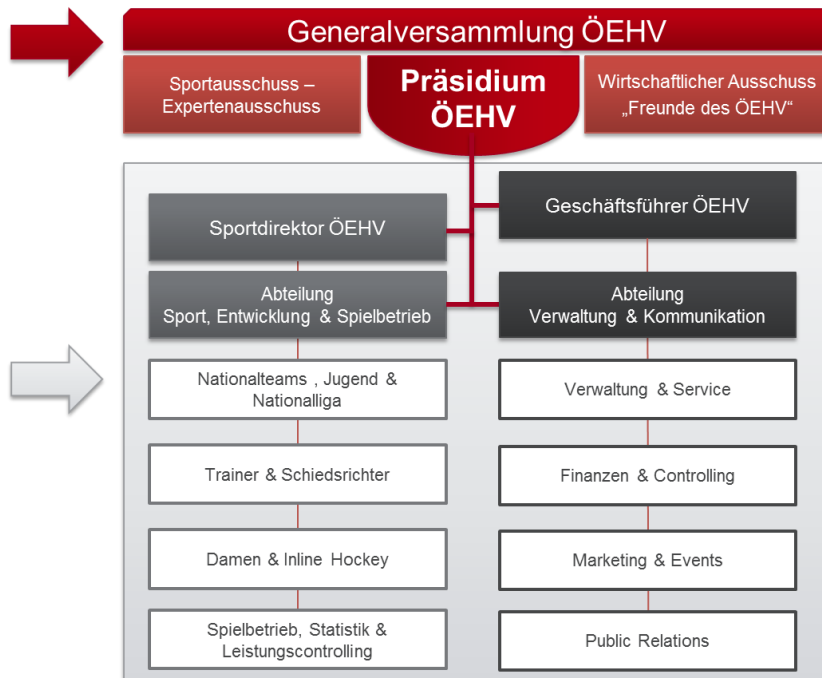 Generalversammlung ÖEHV
Sportausschuss –
Expertenausschuss
Präsidium
ÖEHV
Wirtschaftlicher Ausschuss
„Freunde des ÖEHV“
Sportdirektor ÖEHV
Abteilung
Sport, Entwicklung & Spielbetrieb
Nationalteams , Jugend &
Nationalliga
Trainer & Schiedsrichter
Damen & Inline Hockey
Spielbetrieb, Statistik &
Leistungscontrolling
Geschäftsführer ÖEHV
Abteilung
Verwaltung & Kommunikation
Verwaltung & Service
Finanzen & Controlling
Marketing & Events
Public Relations